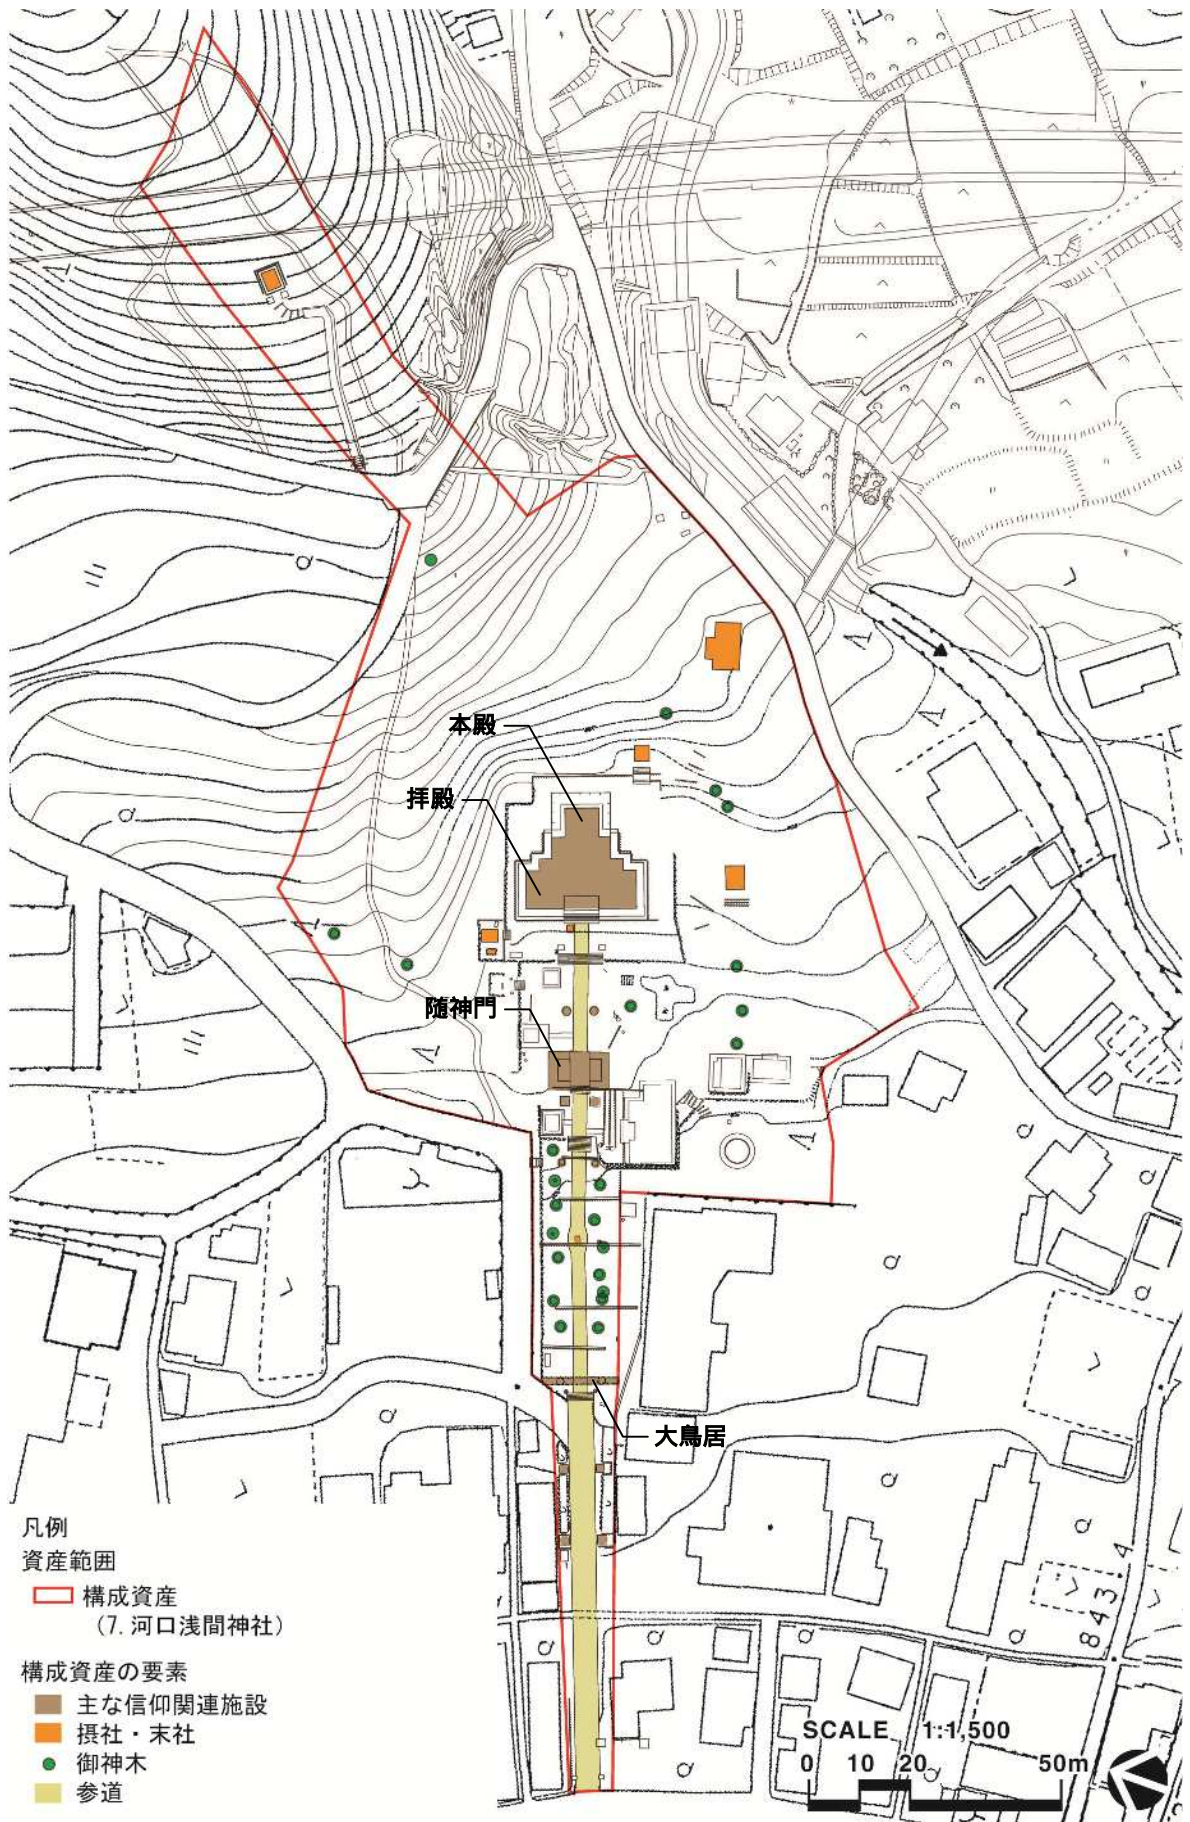 本殿
拝殿
随神門
大鳥居
凡例
資産範囲
構成資産
(7. 河口浅間神社)
構成資産の要素
主な信仰関連施設
摂社・末社
御神木
参道
843.4
SCALE 1:1,500
0 10 20 50m